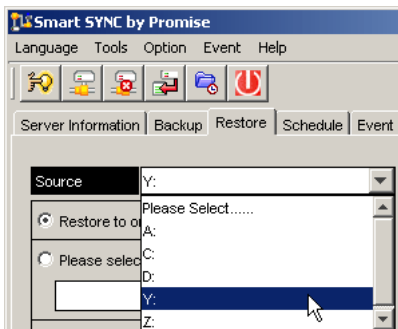 Smart SYNC by Promise
Language Tools Option Event Help
Server Information Backup Restore Schedule Event
Source Y:
Restore to
Please Select......
A:
Please
C:
D:
Y:
Z: